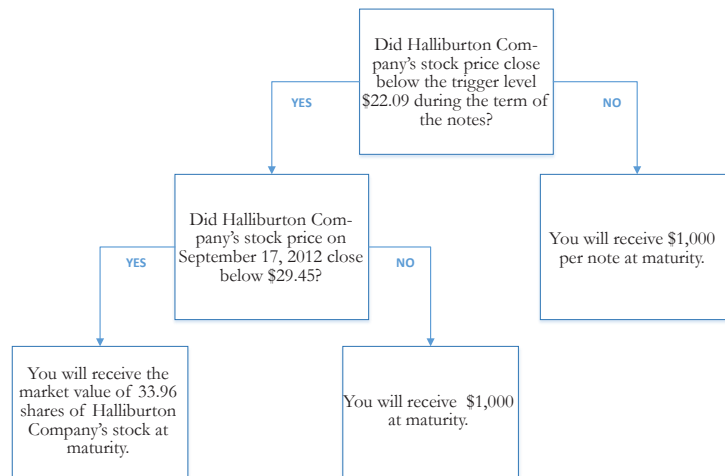 Did Halliburton Com-
pany's stock price close
below the trigger level
$22.09 during the term of
the notes?
YES
NO
Did Halliburton Com-
pany's stock price on
September 17, 2012 close
below $29.45?
You will receive $1,000
per note at maturity.
YES
NO
You will receive the
market value of 33.96
shares of Halliburton
Company's stock at
maturity.
You will receive $1,000
at maturity.